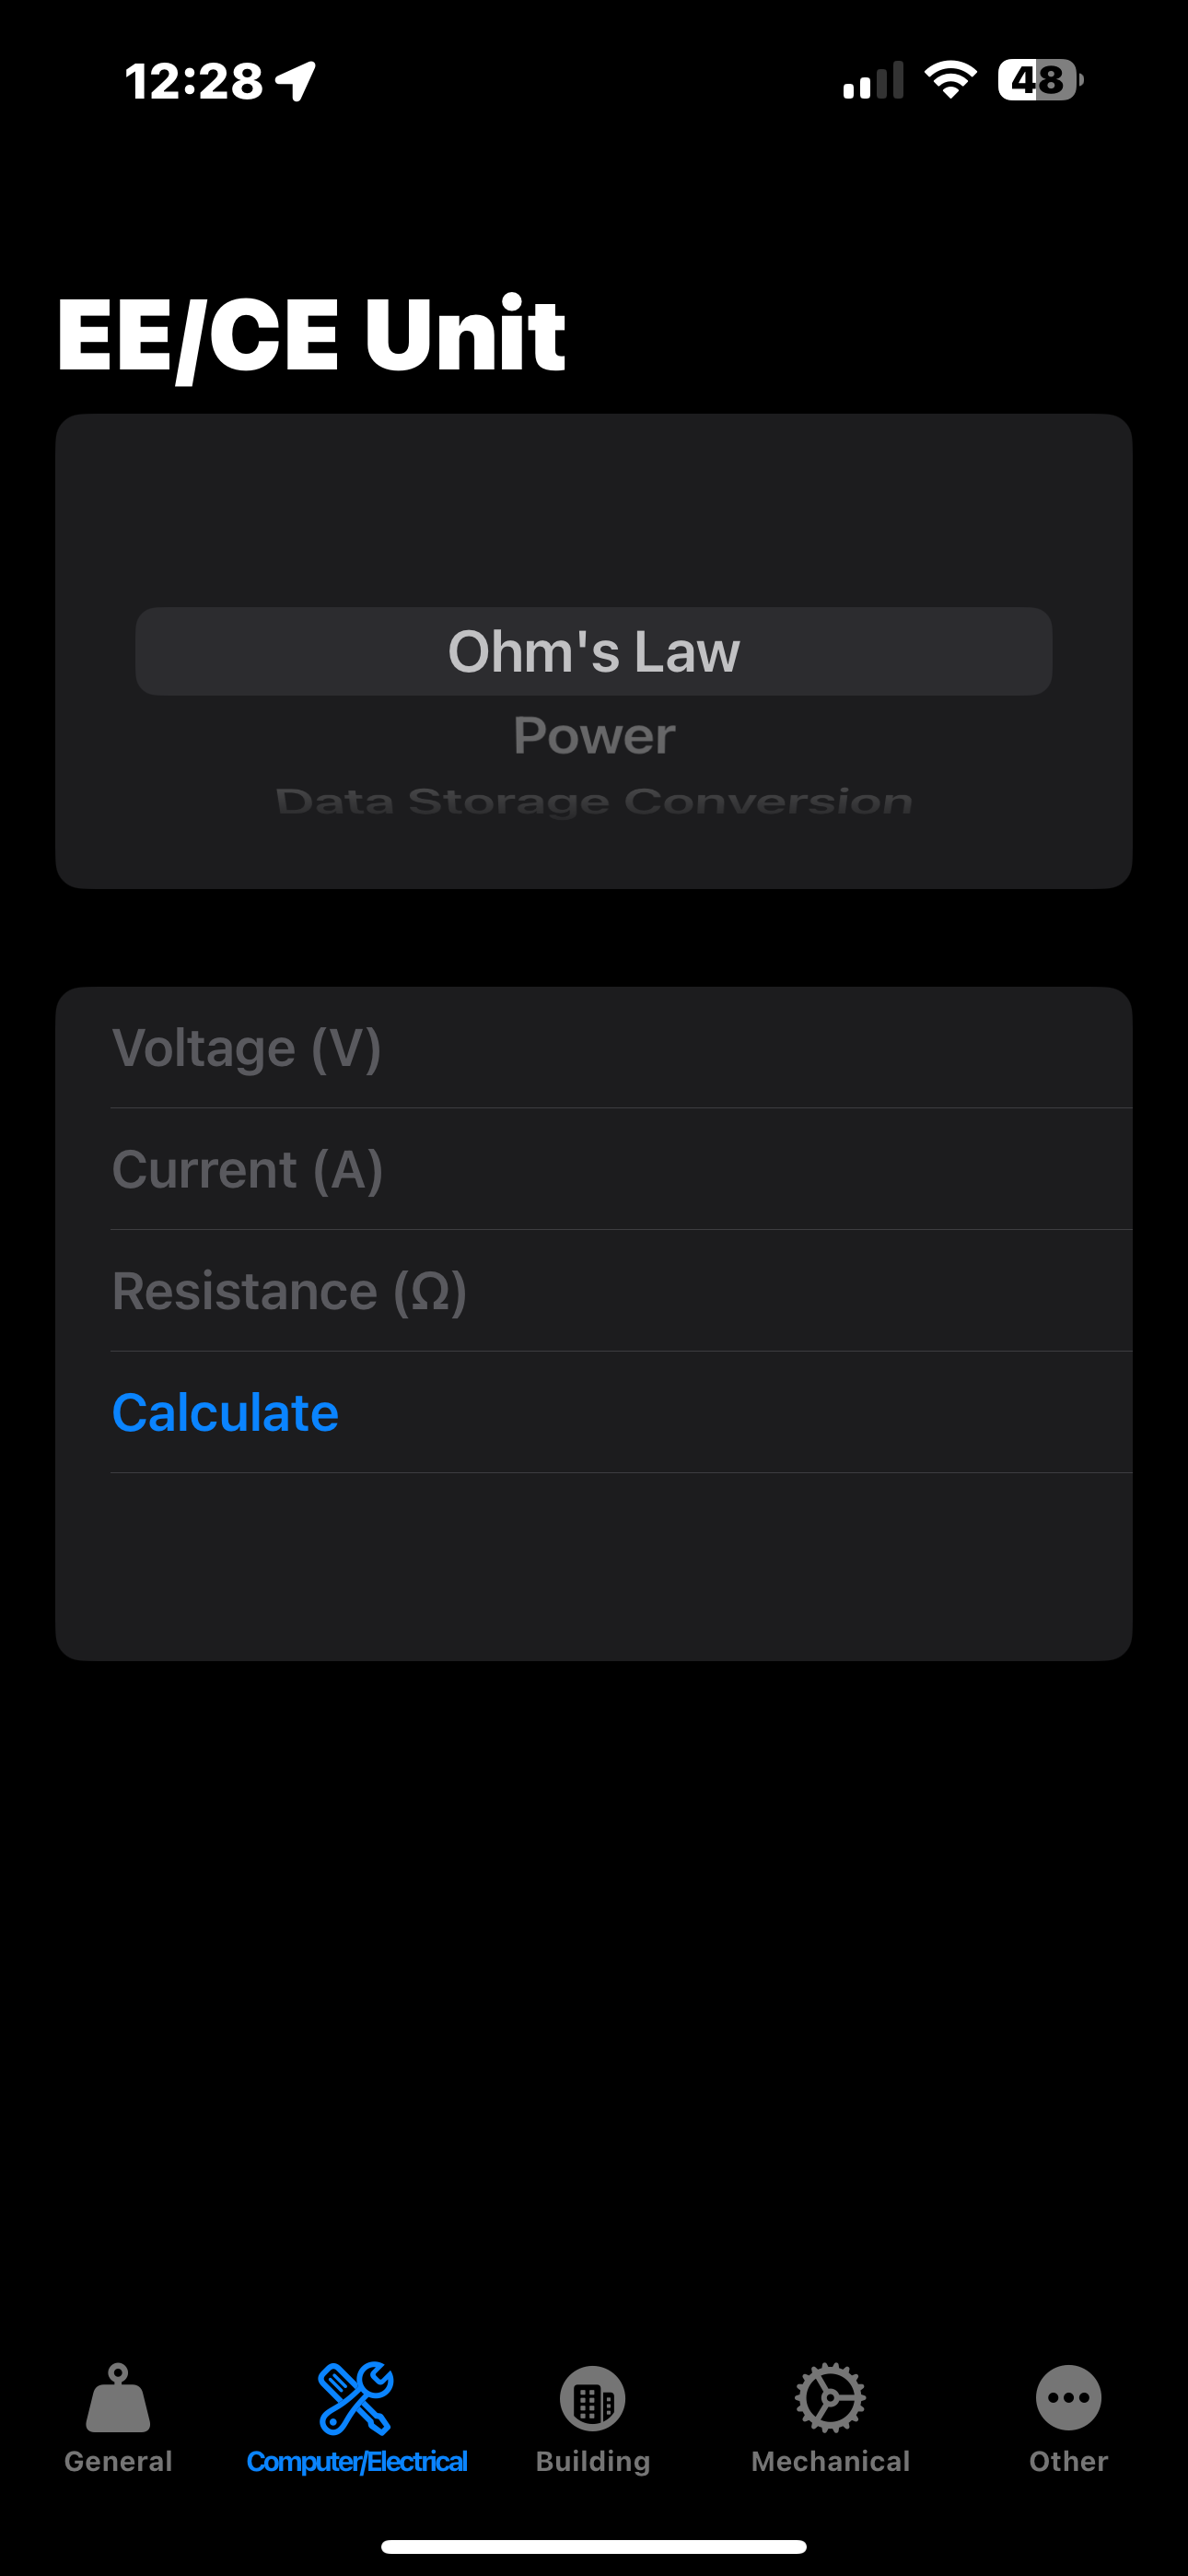 12:28
48
EE/CE Unit
Ohm's Law
Power
Data Storage Conversion
Voltage (V)
Current (A)
Resistance (Ω)
Calculate
General
Computer/Electrical
Building
Mechanical
Other